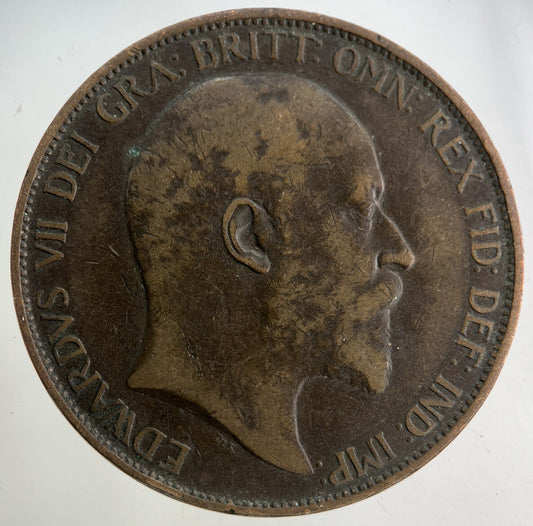 EDWARDVS VII DEI GRA: BRITT: OMN: REX FID: DEF: IND: IMP: